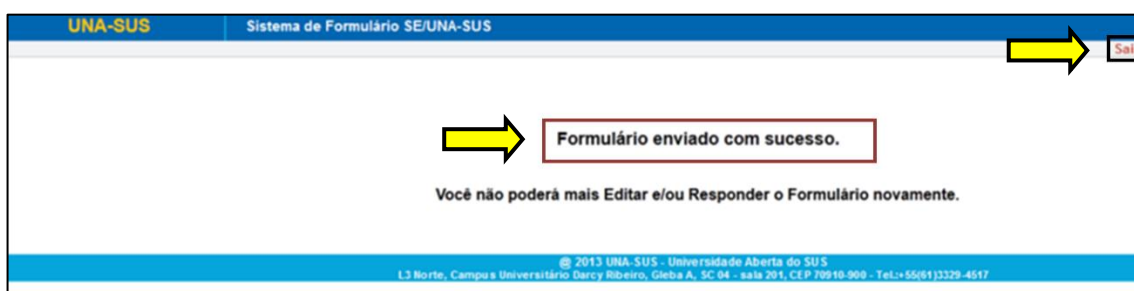 UNA-SUS Sistema de Formulário SE/UNA-SUS
Sai
Formulário enviado com sucesso.
Você não poderá mais Editar e/ou Responder o Formulário novamente.
@ 2013 UNA-SUS - Universidade Aberta do SUS
L3 Norte, Campus Universitário Darcy Ribeiro, Gleba A, SC 04 - sala 201, CEP 70910-900 - Tel.:+55(61)3329-4517